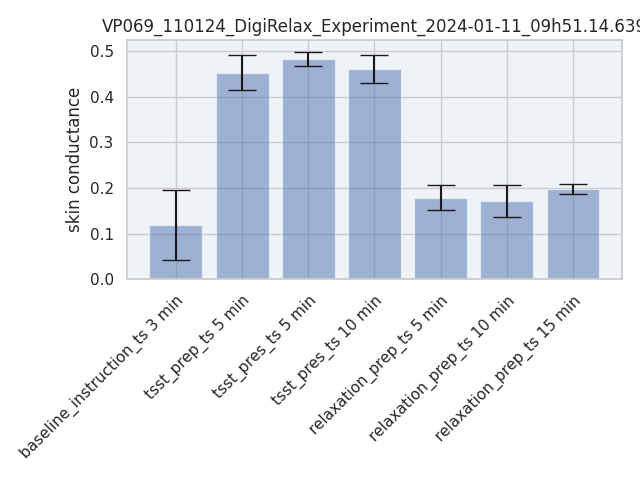 VP069_110124_DigiRelax_Experiment_2024-01-11_09h51.14.639
skin conductance
0.5
0.4
0.3
0.2
0.1
0.0
baseline_instruction_ts 3 min
tsst_prep_ts 5 min
tsst_pres_ts 5 min
tsst_pres_ts 10 min
relaxation_prep_ts 5 min
relaxation_prep_ts 10 min
relaxation_prep_ts 15 min